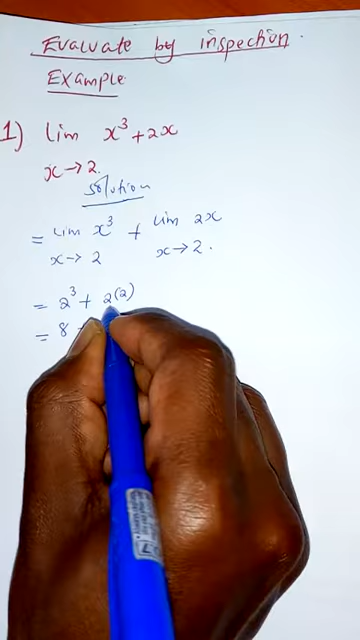 Evaluate by inspection.
Example
1) lim x³ + 2x
x → 2.
Solution
= lim x³ + lim 2x
x → 2 x → 2.
= 2³ + 2(2)
= 8